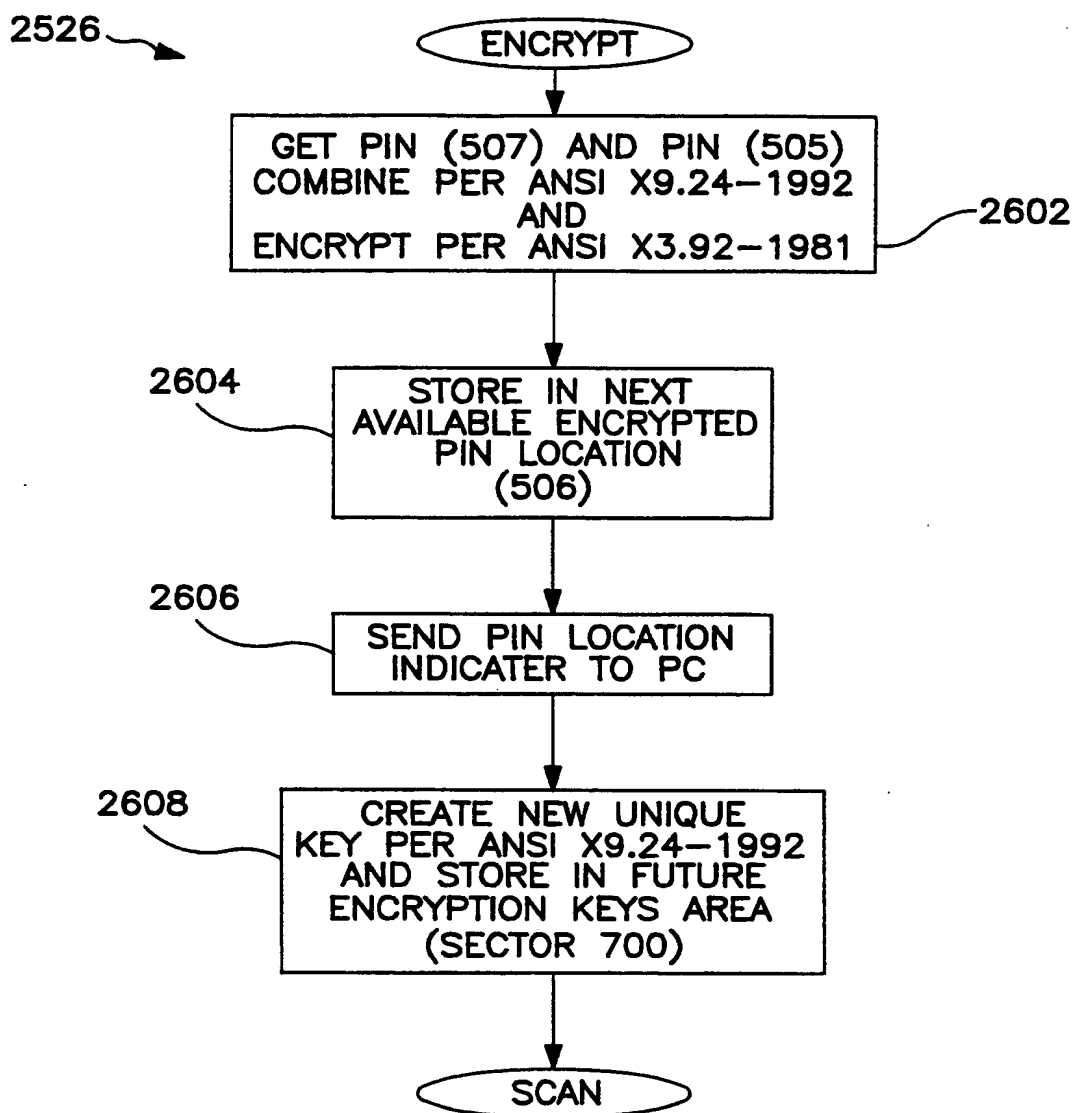 2526
ENCRYPT
GET PIN (507) AND PIN (505)
COMBINE PER ANSI X9.24-1992
AND
ENCRYPT PER ANSI X3.92-1981
2602
2604
STORE IN NEXT
AVAILABLE ENCRYPTED
PIN LOCATION
(506)
2606
SEND PIN LOCATION
INDICATER TO PC
2608
CREATE NEW UNIQUE
KEY PER ANSI X9.24-1992
AND STORE IN FUTURE
ENCRYPTION KEYS AREA
(SECTOR 700)
SCAN